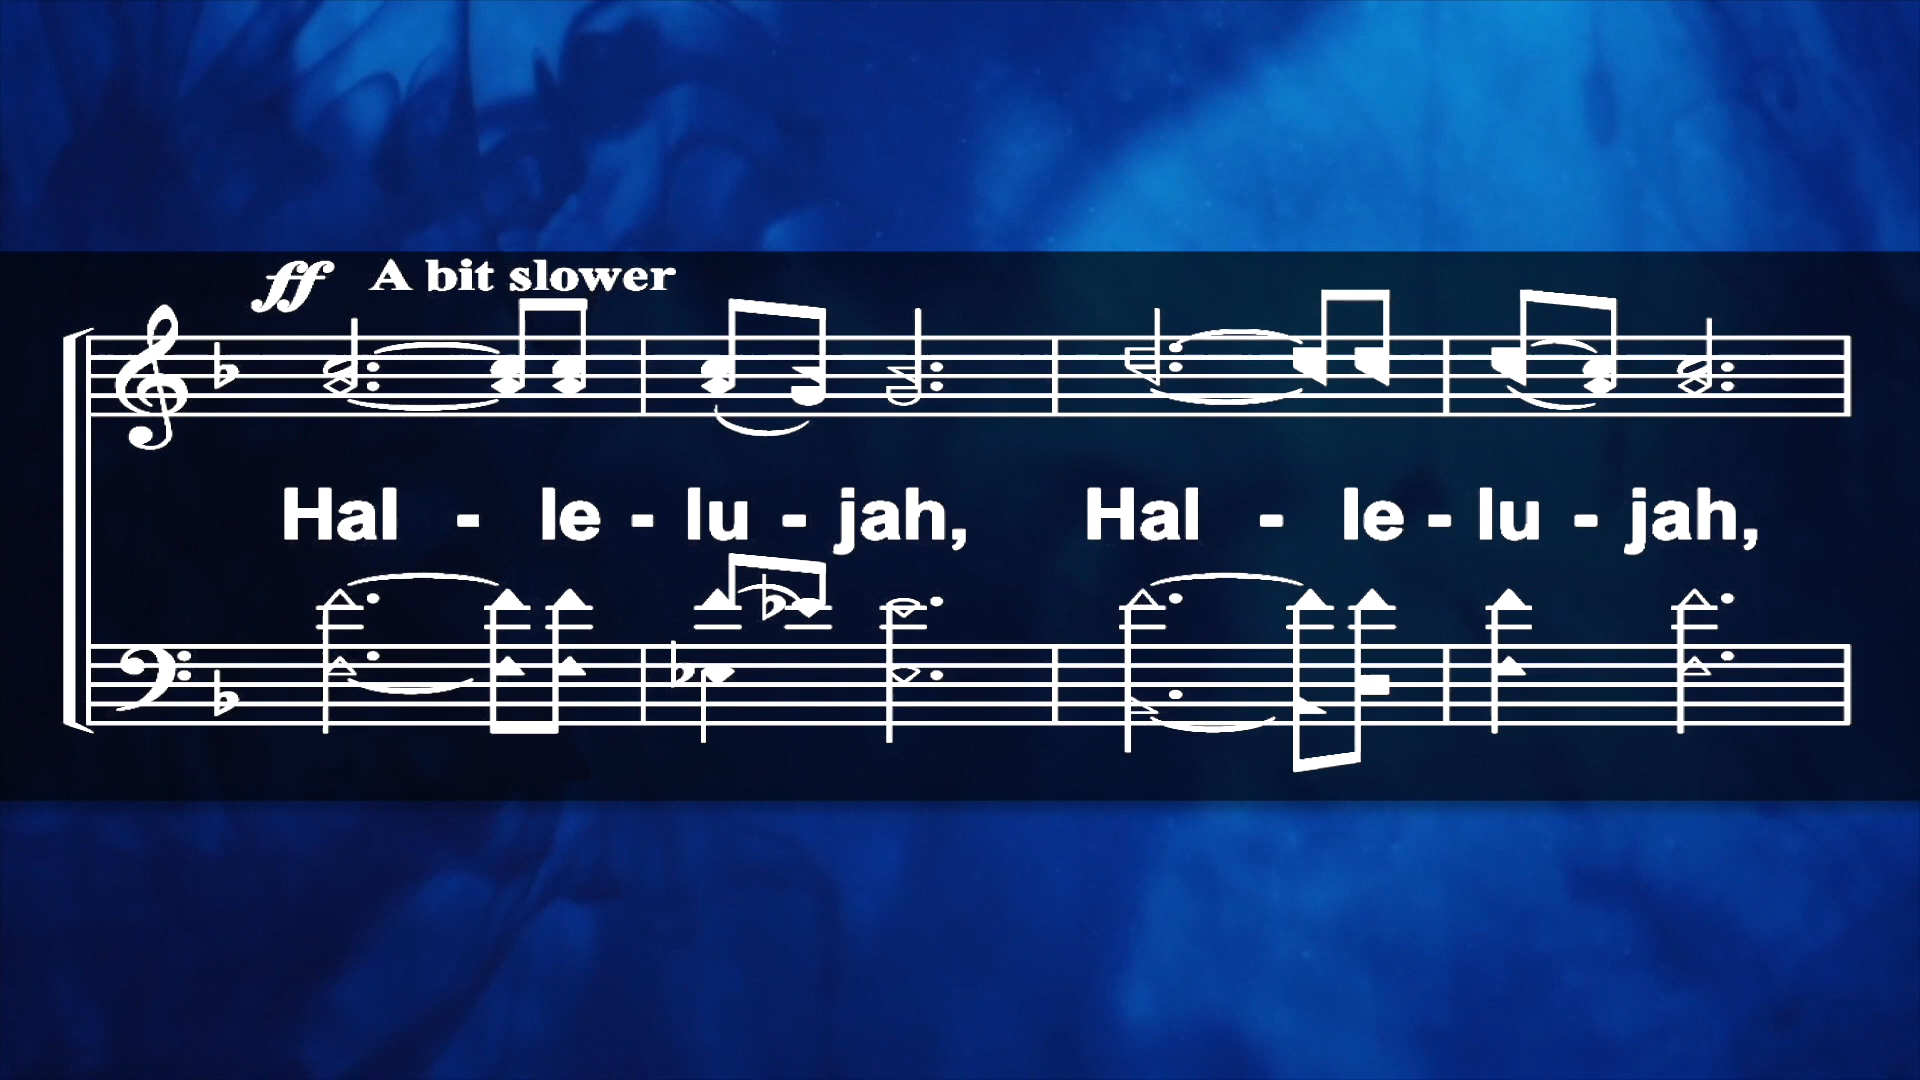 ff A bit slower
Hal - le - lu - jah, Hal - le - lu - jah,